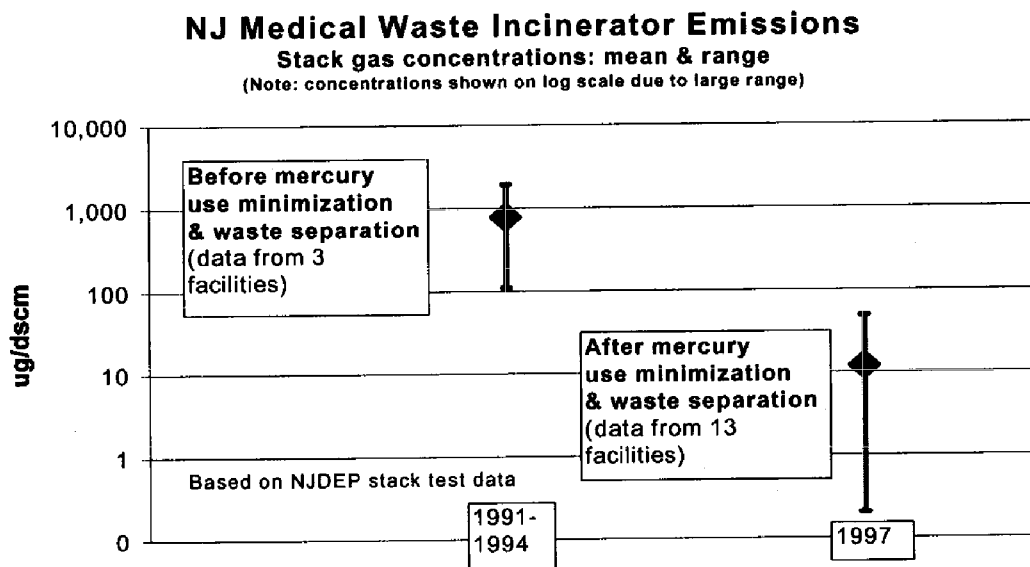 NJ Medical Waste Incinerator Emissions
Stack gas concentrations: mean & range
(Note: concentrations shown on log scale due to large range)
ug/dscm
10,000
1,000
100
10
1
0
Before mercury
use minimization
& waste separation
(data from 3
facilities)
After mercury
use minimization
& waste separation
(data from 13
facilities)
Based on NJDEP stack test data
1991-
1994
1997